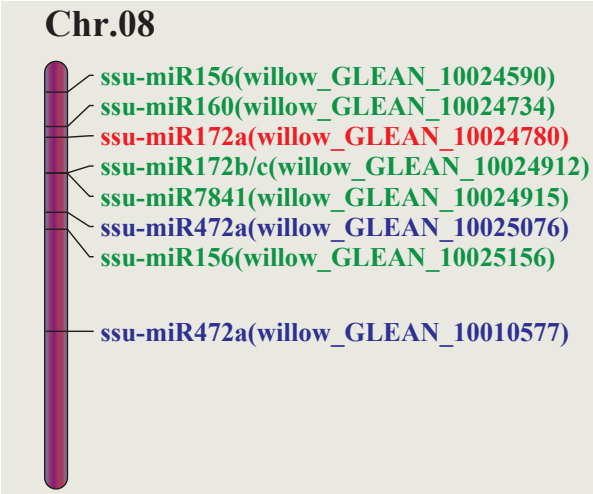 Chr.08
ssu-miR156(willow_GLEAN_10024590)
ssu-miR160(willow_GLEAN_10024734)
ssu-miR172a(willow_GLEAN_10024780)
ssu-miR172b/c(willow_GLEAN_10024912)
ssu-miR7841(willow_GLEAN_10024915)
ssu-miR472a(willow_GLEAN_10025076)
ssu-miR156(willow_GLEAN_10025156)
ssu-miR472a(willow_GLEAN_10010577)